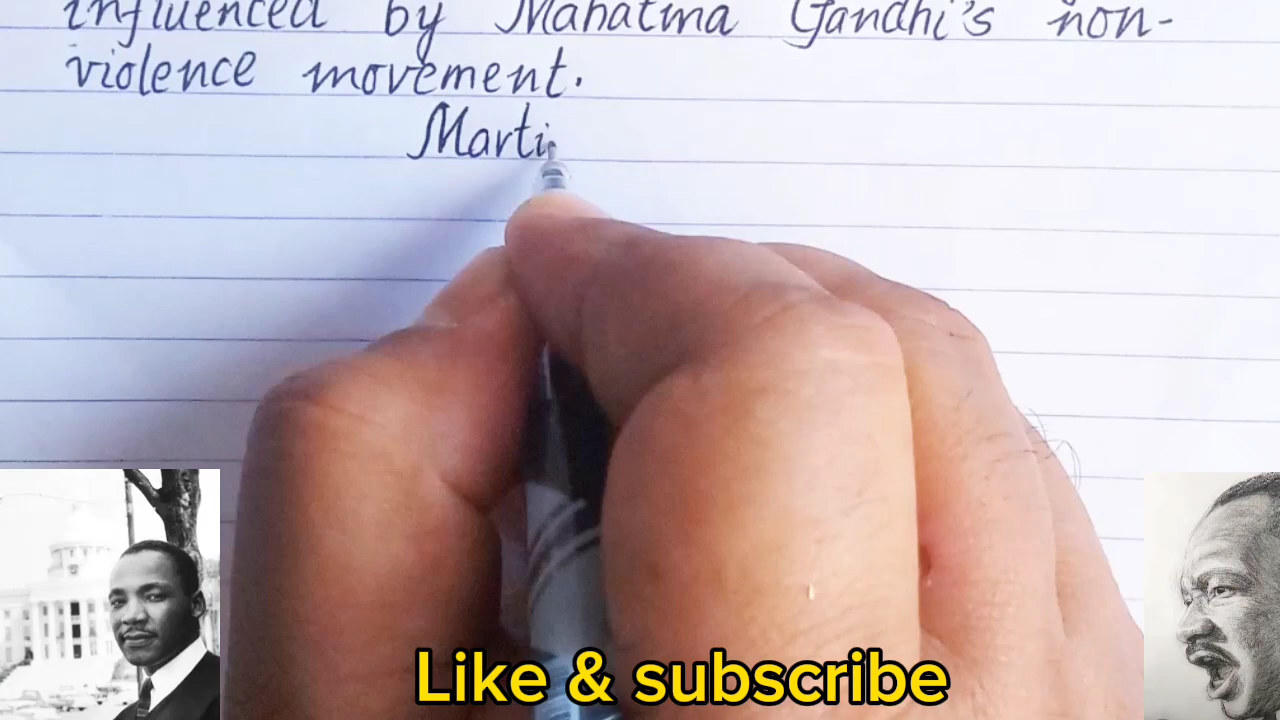 influenced by Mahatma Gandhi's non-
violence movement.
Marti
Like & subscribe